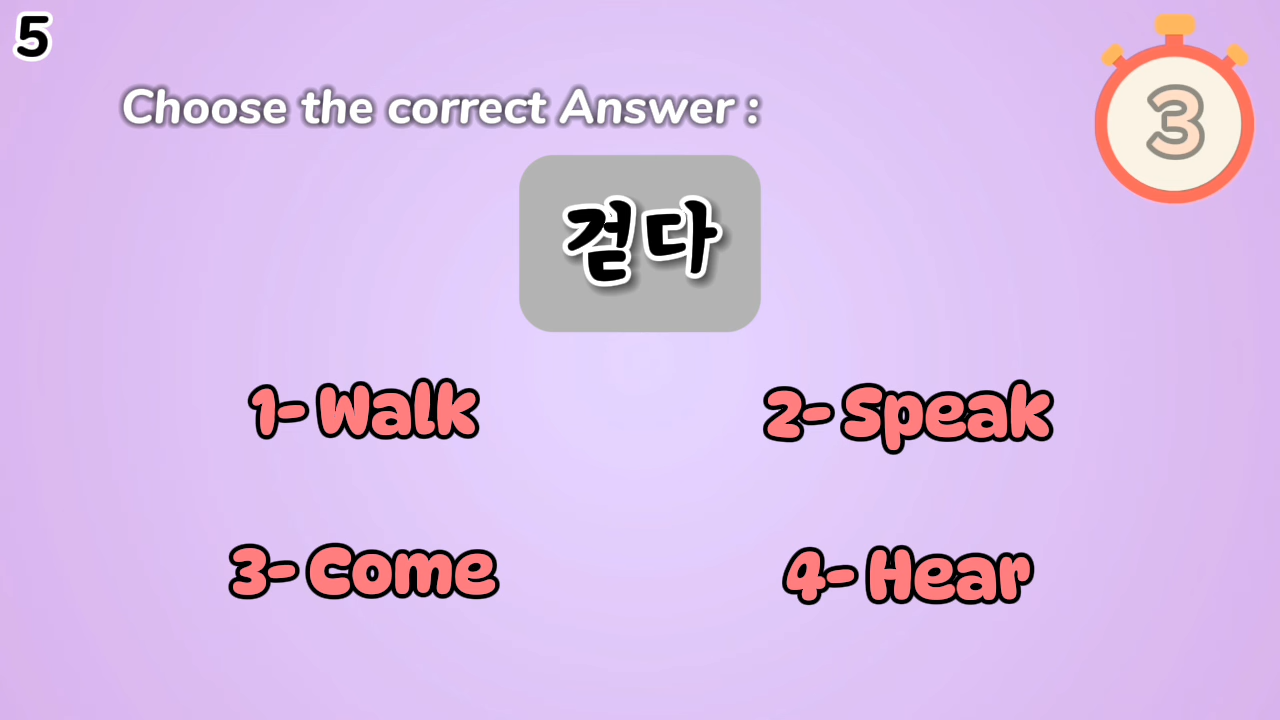 5
Choose the correct Answer :
3
걷다
1- Walk
2- Speak
3- Come
4- Hear